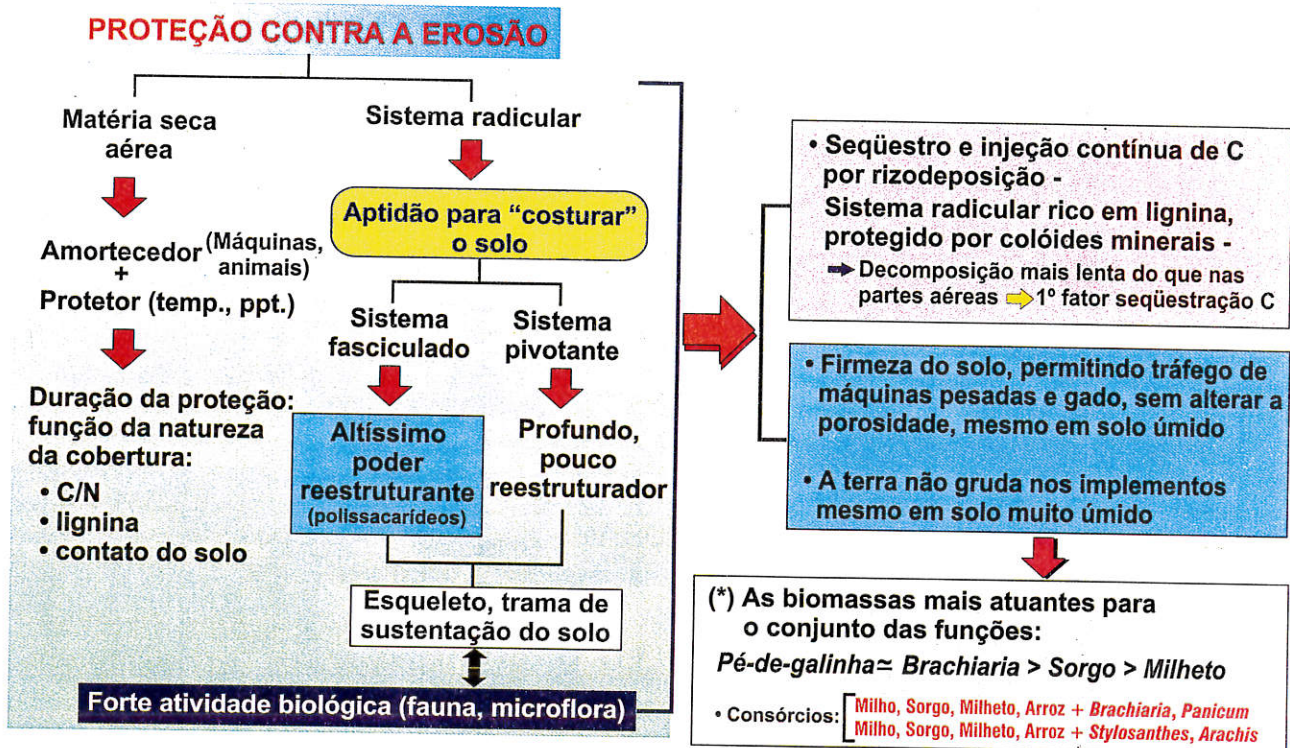 PROTEÇÃO CONTRA A EROSÃO
Matéria seca
aérea
Amortecedor (Máquinas,
animais)
+
Protetor (temp., ppt.)
Duração da proteção:
função da natureza
da cobertura:
• C/N
• lignina
• contato do solo
Sistema radicular
Aptidão para “costurar”
o solo
Sistema
fasciculado
Altíssimo
poder
reestruturante
(polissacarídeos)
Sistema
pivotante
Profundo,
pouco
reestruturador
Esqueleto, trama de
sustentação do solo
Forte atividade biológica (fauna, microflora)
• Seqüestro e injeção contínua de C
por rizodeposição -
Sistema radicular rico em lignina,
protegido por colóides minerais -
Decomposição mais lenta do que nas
partes aéreas 1º fator seqüestração C
• Firmeza do solo, permitindo tráfego de
máquinas pesadas e gado, sem alterar a
porosidade, mesmo em solo úmido
• A terra não gruda nos implementos
mesmo em solo muito úmido
(*) As biomassas mais atuantes para
o conjunto das funções:
Pé-de-galinha≃ Brachiaria > Sorgo > Milheto
• Consórcios:
Milho, Sorgo, Milheto, Arroz + Brachiaria, Panicum
Milho, Sorgo, Milheto, Arroz + Stylosanthes, Arachis